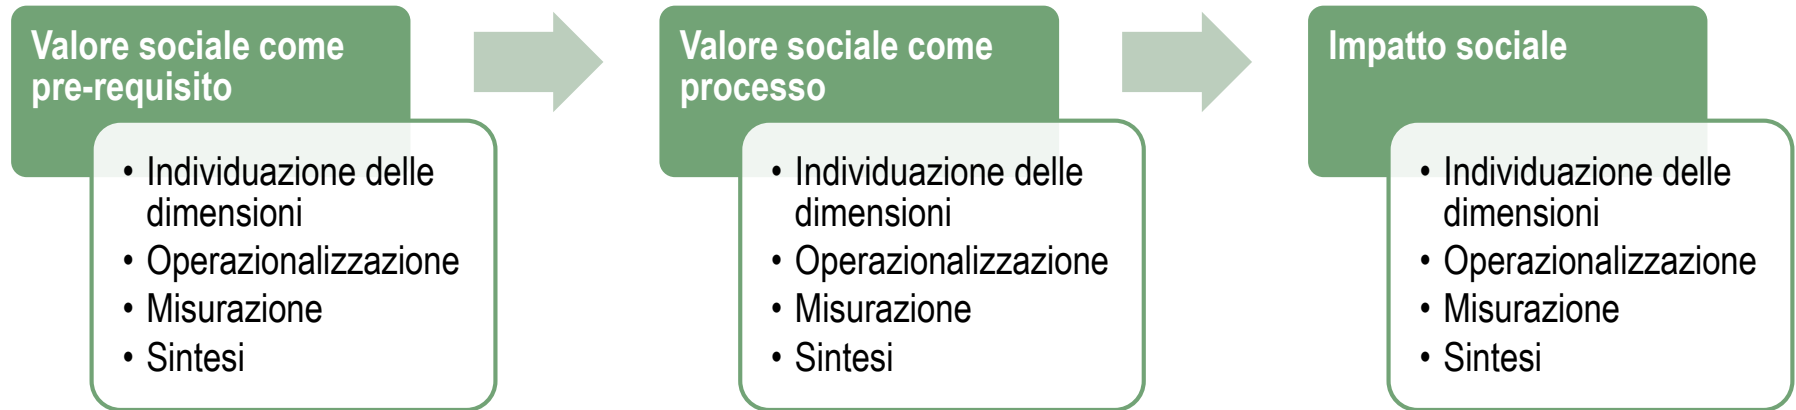 Valore sociale come
pre-requisito
• Individuazione delle
dimensioni
• Operazionalizzazione
• Misurazione
• Sintesi
Valore sociale come
processo
• Individuazione delle
dimensioni
• Operazionalizzazione
• Misurazione
• Sintesi
Impatto sociale
• Individuazione delle
dimensioni
• Operazionalizzazione
• Misurazione
• Sintesi